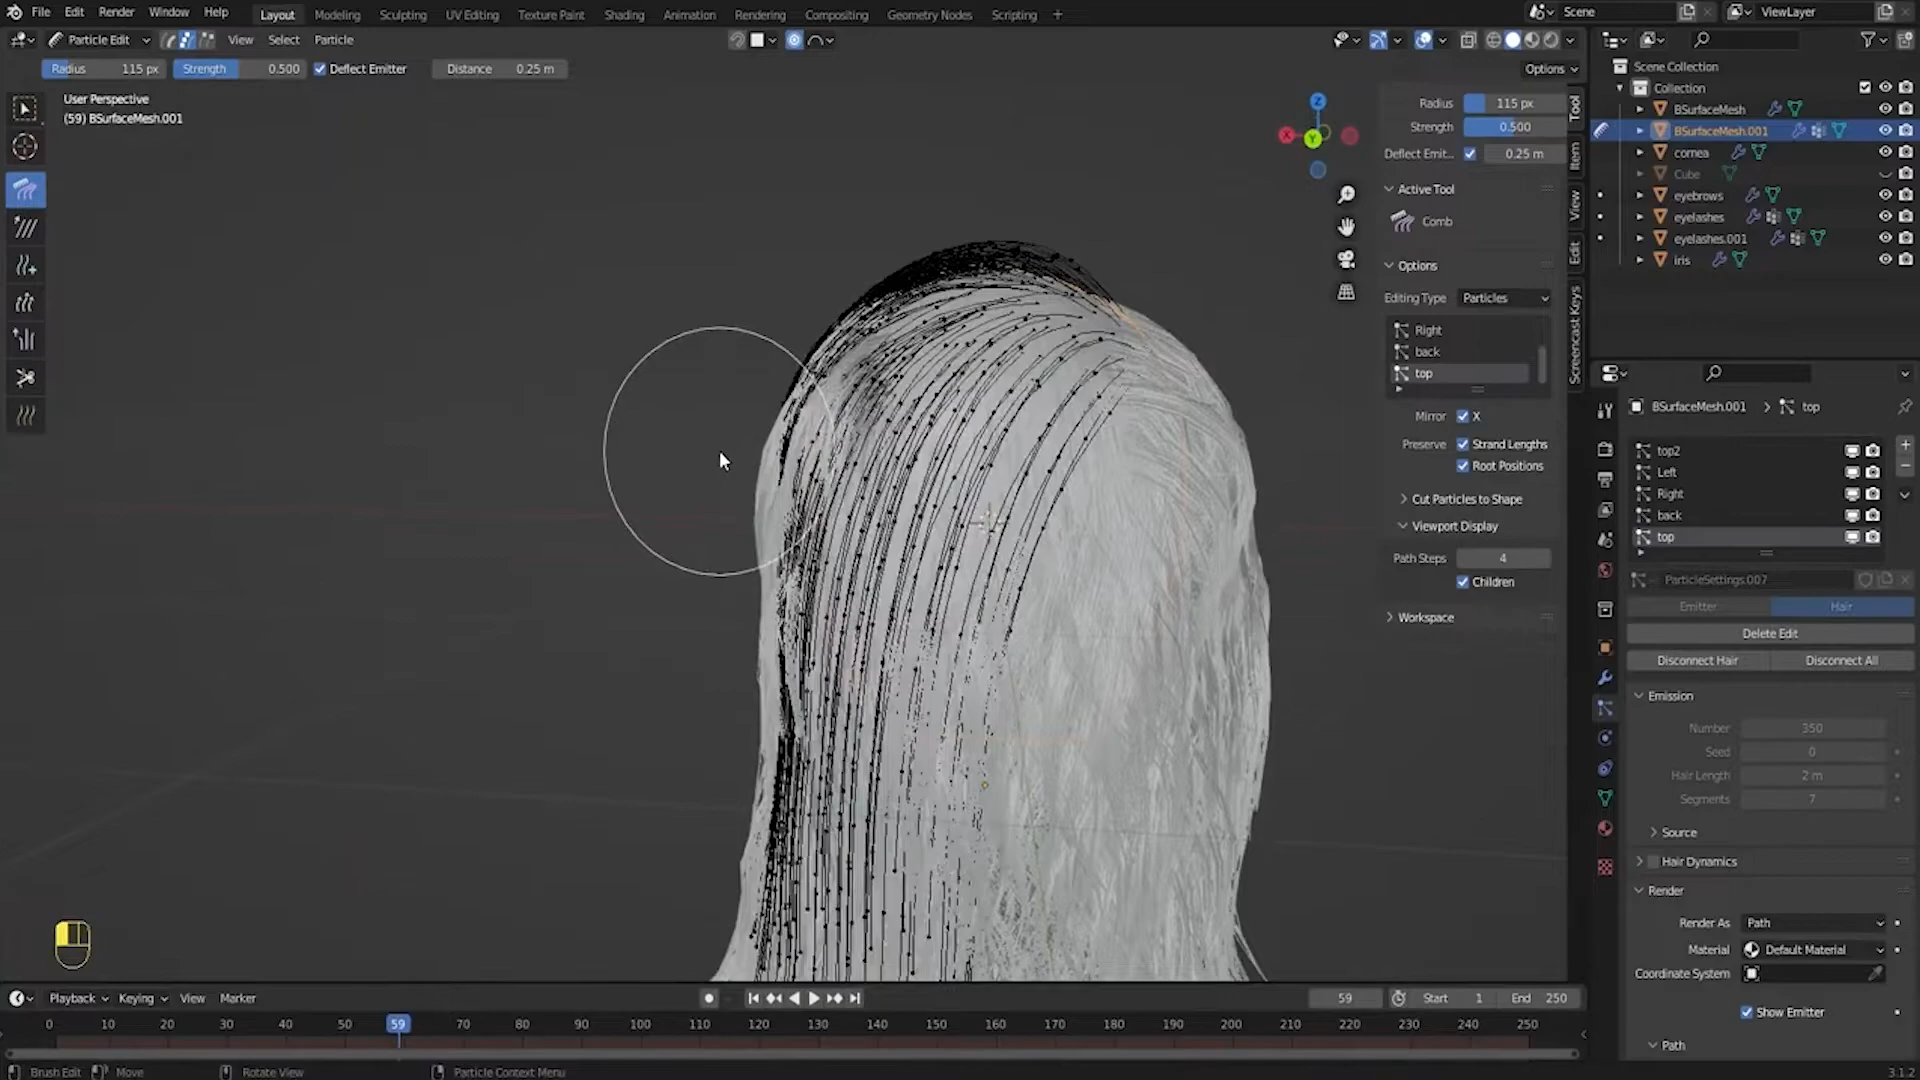 File Edit Render Window Help Layout Modeling Sculpting UV Editing Texture Paint Shading Animation Rendering Compositing Geometry Nodes Scripting + Scene ViewLayer
Particle Edit View Select Particle
Radius 115 px Strength 0.500 Deflect Emitter Distance 0.25 m Options
User Perspective
(59) BSurfaceMesh.001
Z
X
Y
Radius 115 px
Strength 0.500
Deflect Emit... 0.25 m
Active Tool
Comb
Options
Editing Type Particles
Right
back
top
Mirror X
Preserve Strand Lengths
Root Positions
Cut Particles to Shape
Viewport Display
Path Steps 4
Children
Workspace
Tool
Item
View
Edit
Screencast Keys
Scene Collection
Collection
BSurfaceMesh
BSurfaceMesh.001
cornea
Cube
eyebrows
eyelashes
eyelashes.001
iris
BSurfaceMesh.001 > top
top2
Left
Right
back
top
ParticleSettings.007
Emitter Hair
Delete Edit
Disconnect Hair Disconnect All
Emission
Number 350
Seed 0
Hair Length 2 m
Segments 7
Source
Hair Dynamics
Render
Render As Path
Material Default Material
Coordinate System
Show Emitter
Path
Playback Keying View Marker 59 Start 1 End 250
0 10 20 30 40 50 59 70 80 90 100 110 120 130 140 150 160 170 180 190 200 210 220 230 240 250
Brush Edit Move Rotate View Particle Context Menu 3.1.2